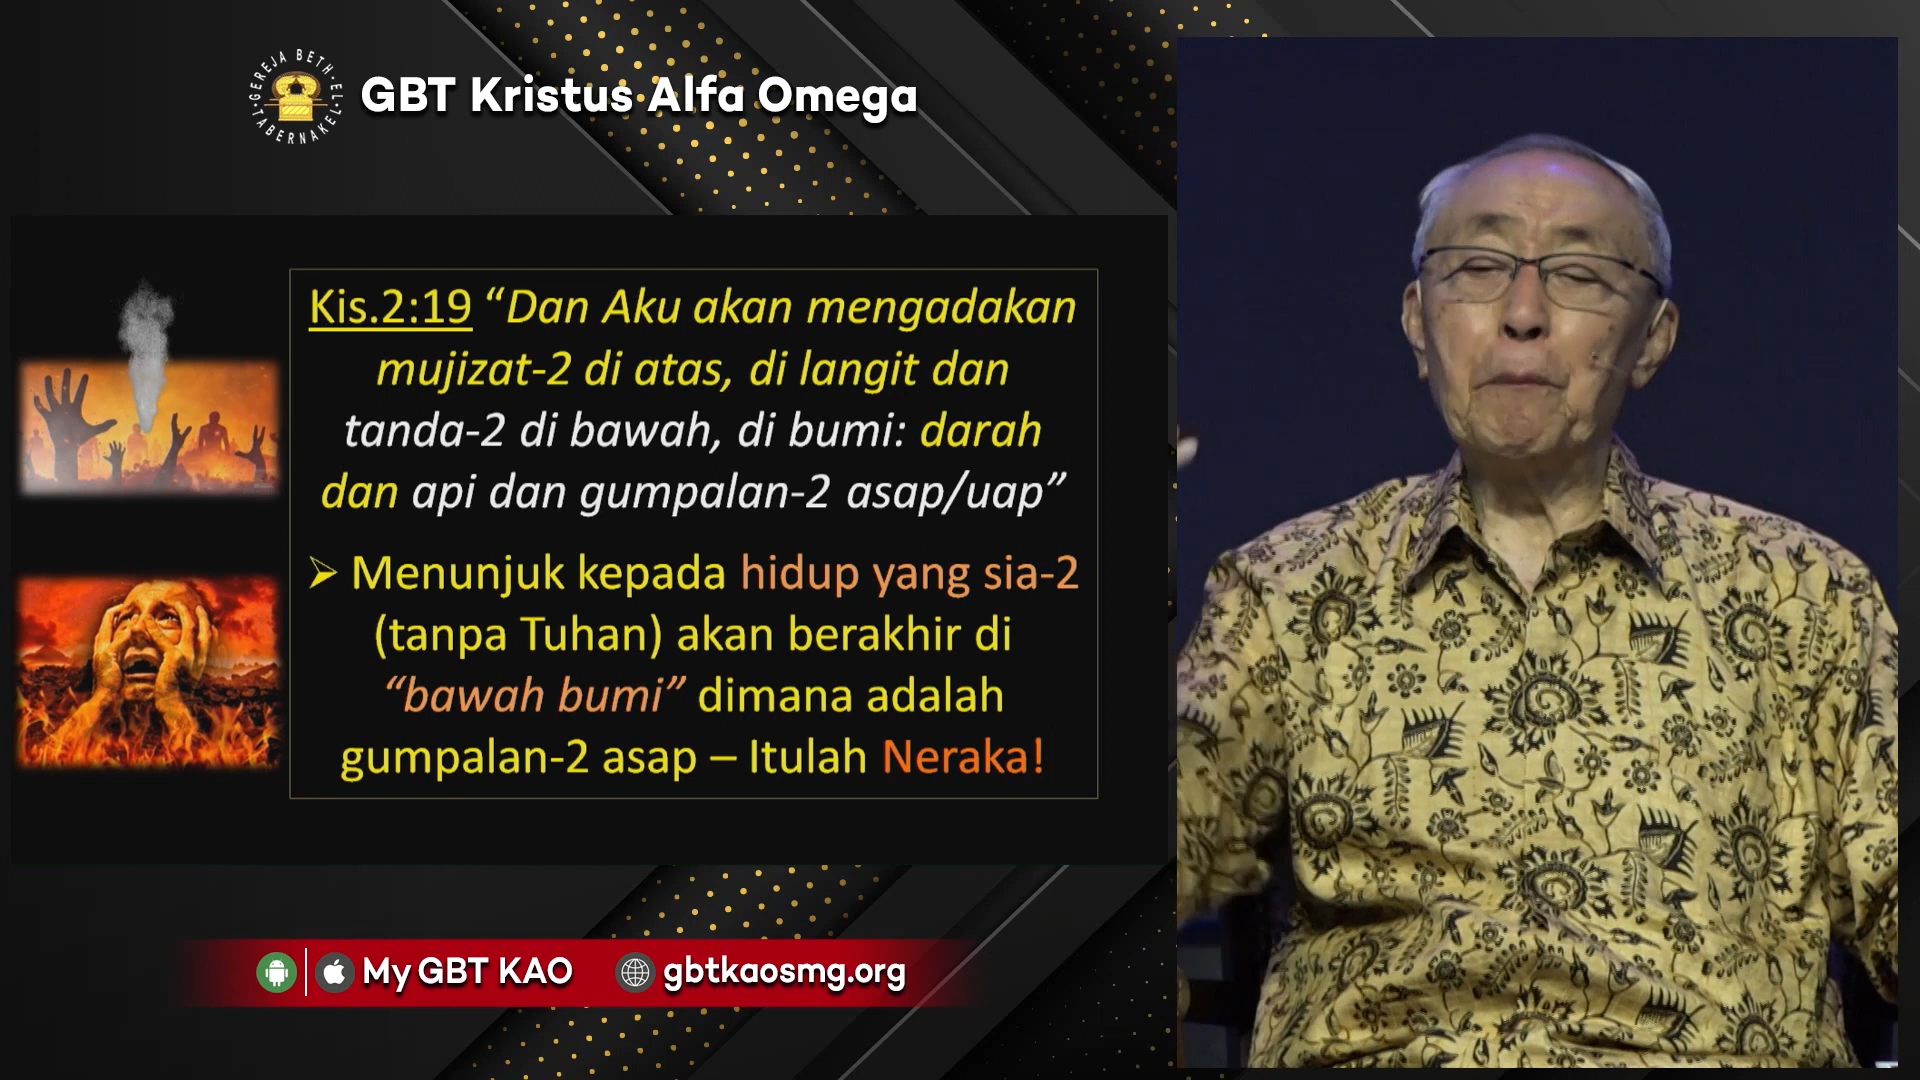 GEREJA BETH-EL TABERNAKEL
GBT Kristus Alfa Omega
Kis.2:19 “Dan Aku akan mengadakan
mujizat-2 di atas, di langit dan
tanda-2 di bawah, di bumi: darah
dan api dan gumpalan-2 asap/uap”
➢ Menunjuk kepada hidup yang sia-2
(tanpa Tuhan) akan berakhir di
“bawah bumi” dimana adalah
gumpalan-2 asap – Itulah Neraka!
My GBT KAO
gbtkaosmg.org